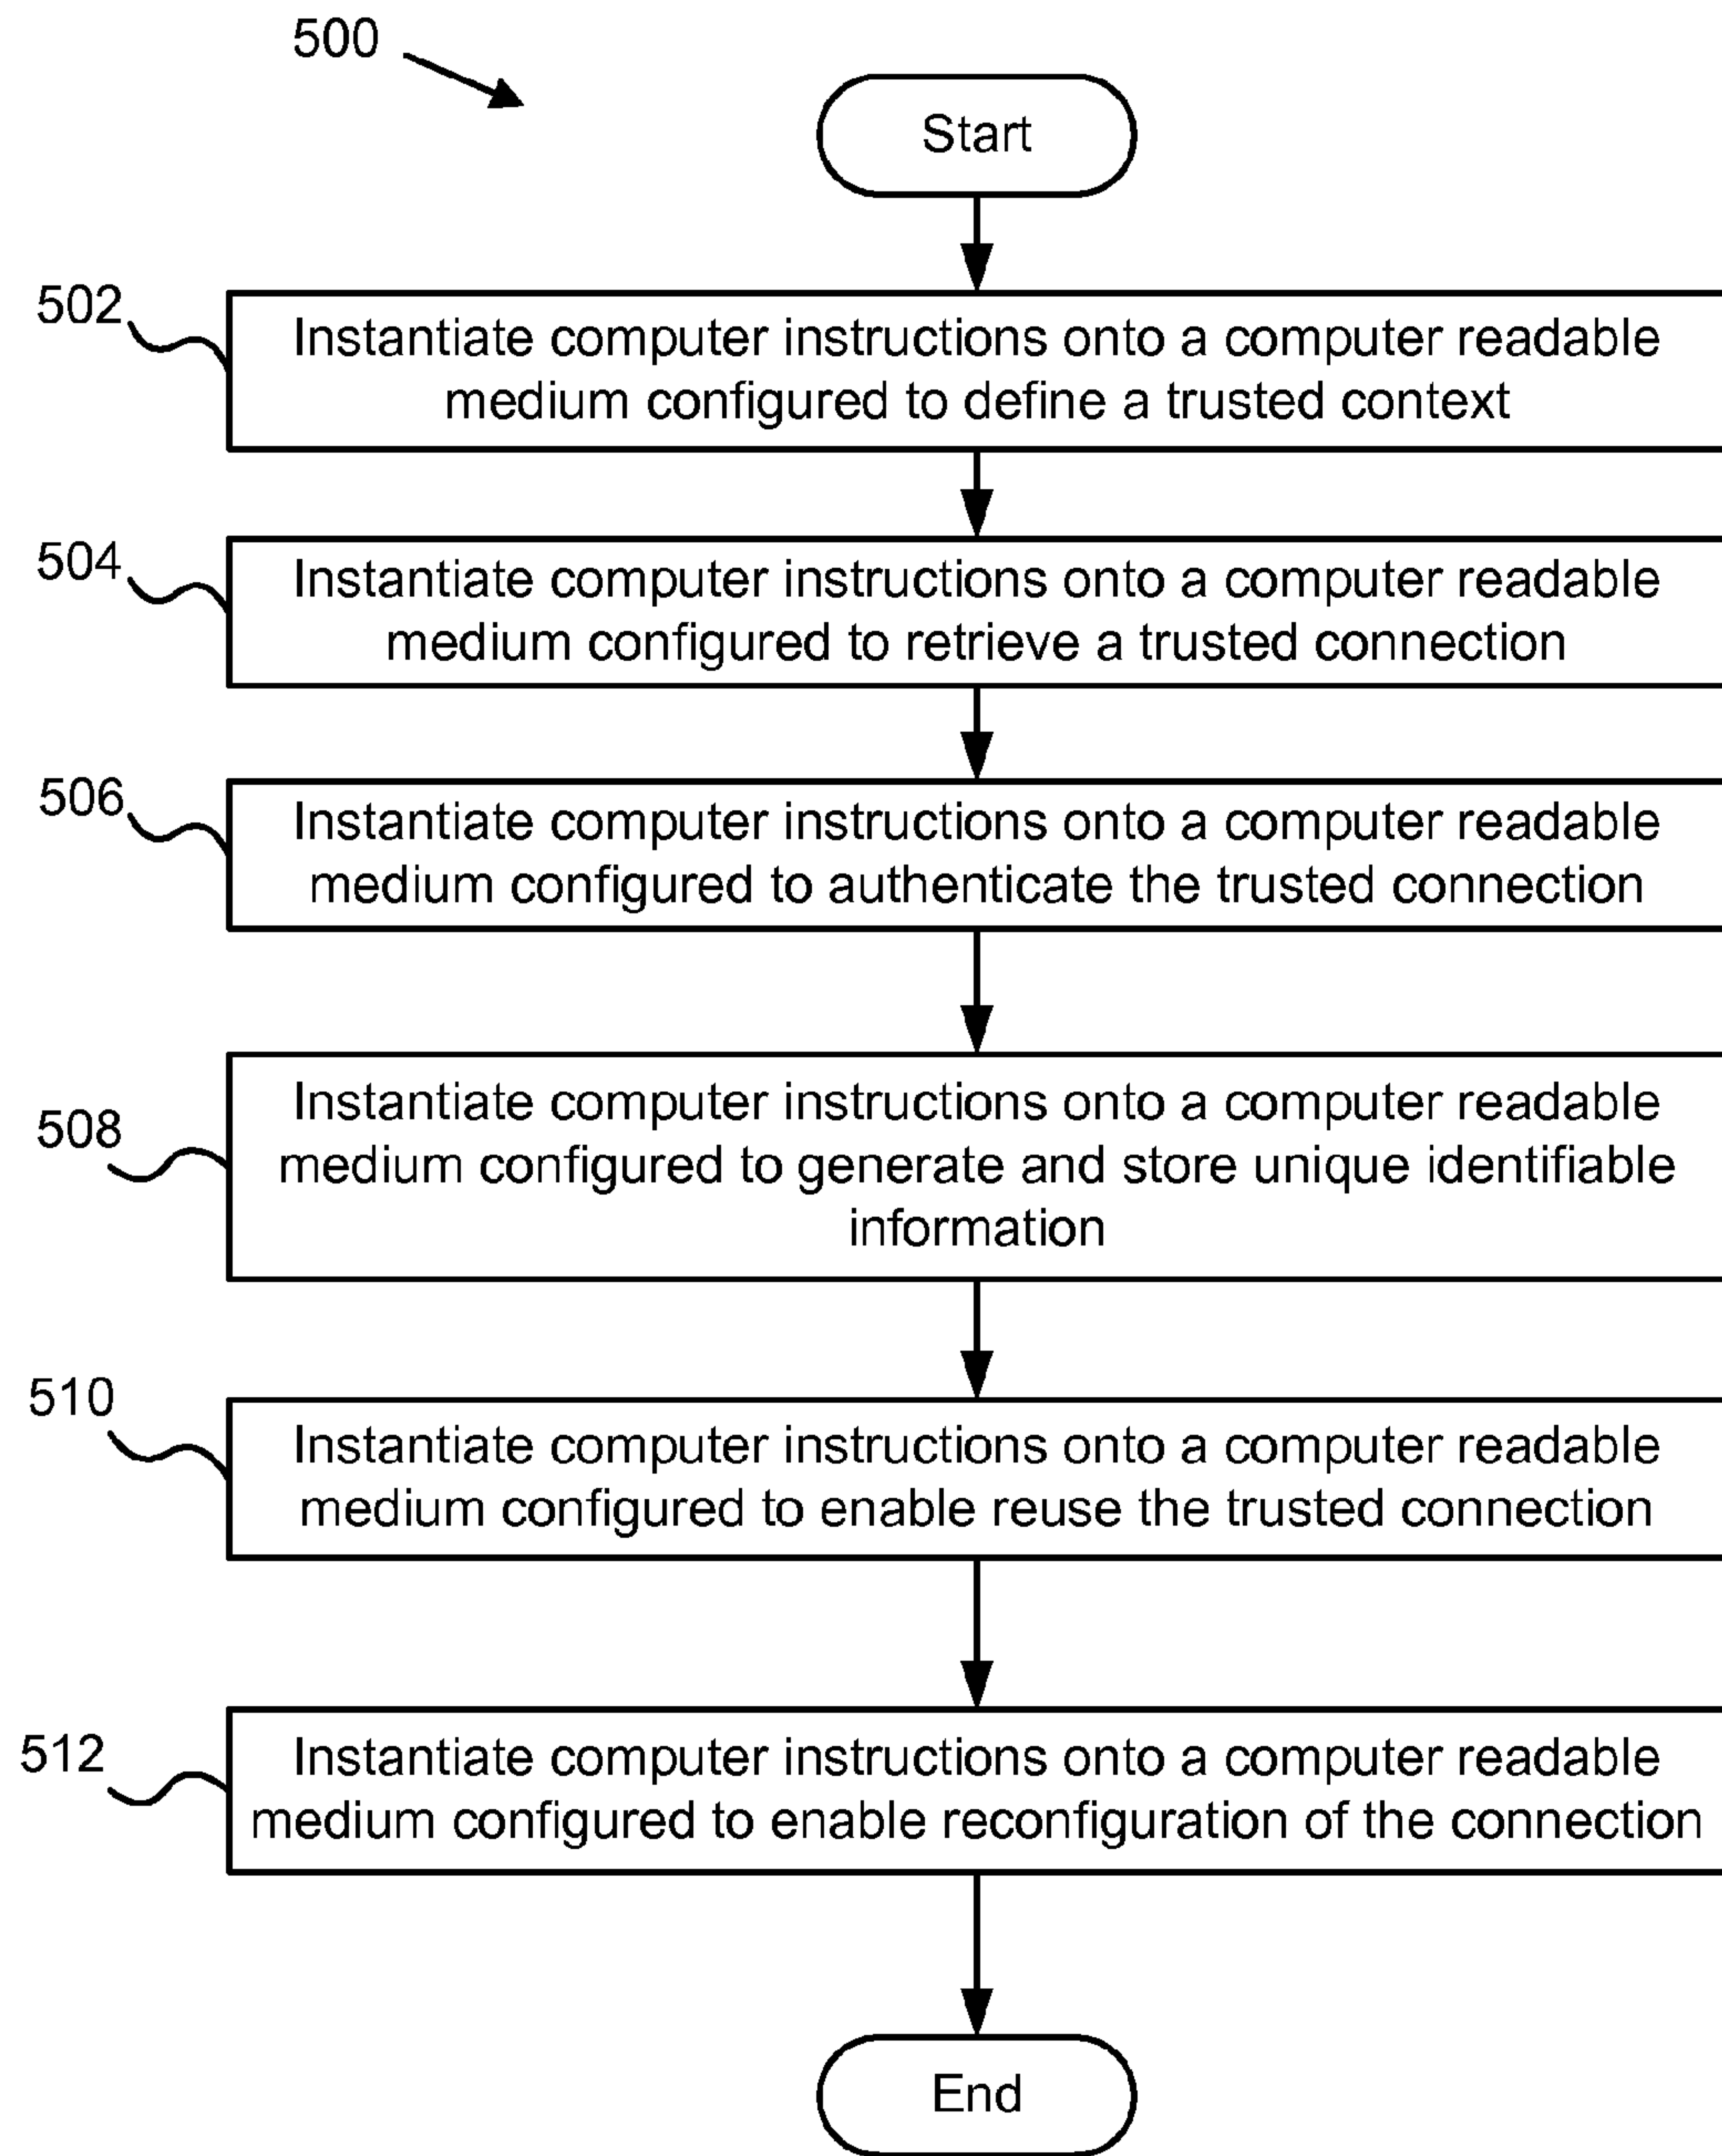 500
Start
502
Instantiate computer instructions onto a computer readable
medium configured to define a trusted context
504
Instantiate computer instructions onto a computer readable
medium configured to retrieve a trusted connection
506
Instantiate computer instructions onto a computer readable
medium configured to authenticate the trusted connection
508
Instantiate computer instructions onto a computer readable
medium configured to generate and store unique identifiable
information
510
Instantiate computer instructions onto a computer readable
medium configured to enable reuse the trusted connection
512
Instantiate computer instructions onto a computer readable
medium configured to enable reconfiguration of the connection
End